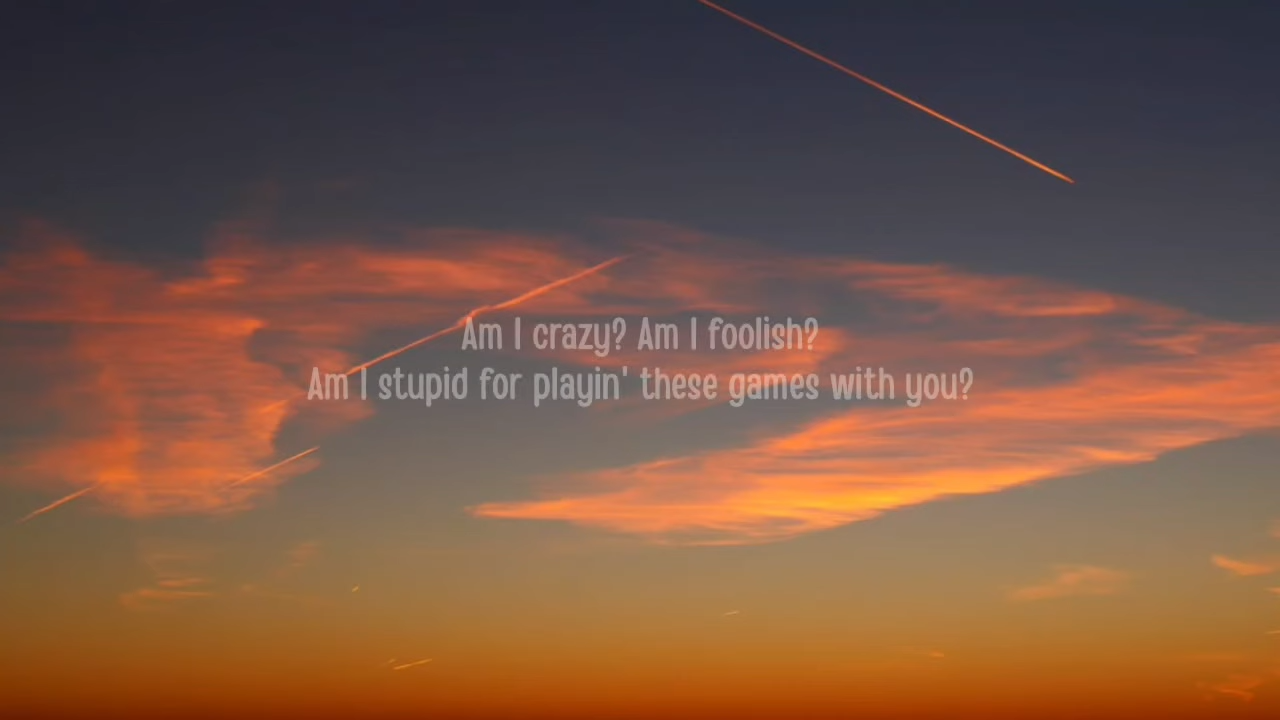 Am I crazy? Am I foolish?
Am I stupid for playin' these games with you?